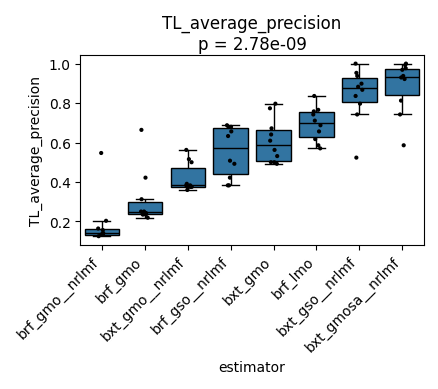 TL_average_precision
p = 2.78e-09
TL_average_precision
1.0
0.8
0.6
0.4
0.2
brf_gmo__nrlmf
brf_gmo
bxt_gmo__nrlmf
brf_gso__nrlmf
bxt_gmo
brf_lmo
bxt_gso__nrlmf
bxt_gmosa__nrlmf
estimator